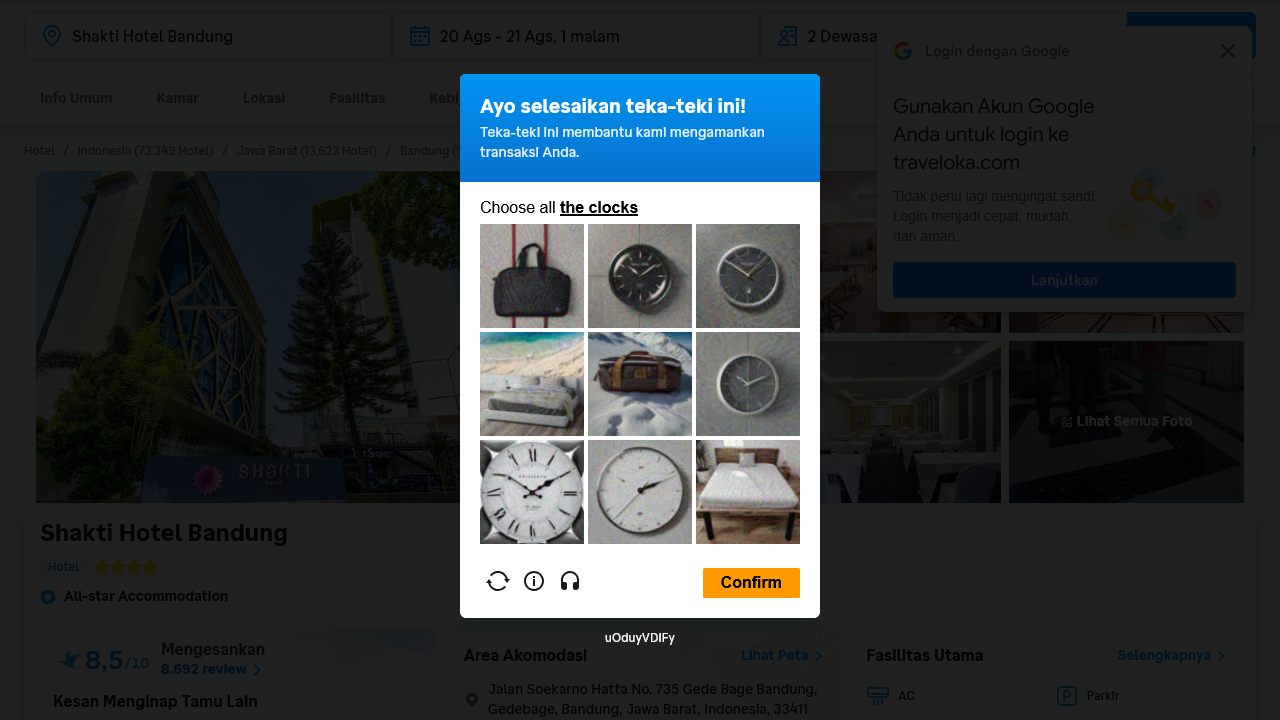 Shakti Hotel Bandung
20 Ags - 21 Ags, 1 malam
2 Dewasa
Login dengan Google
Info Umum
Kamar
Lokasi
Fasilitas
Gunakan Akun Google
Anda untuk login ke
traveloka.com
Tidak perlu lagi mengingat sandi.
Login menjadi cepat, mudah,
dan aman.
Lanjutkan
Hotel / Indonesia (73.349 Hotel) / Jawa Barat (13.623 Hotel) / Bandung
Ayo selesaikan teka-teki ini!
Teka-teki ini membantu kami mengamankan
transaksi Anda.
Choose all the clocks
Confirm
uOduyVDIFy
SHAKTI
Lihat Semua Foto
Shakti Hotel Bandung
Hotel
All-star Accommodation
8,5/10
Mengesankan
8.692 review
Kesan Menginap Tamu Lain
Area Akomodasi
Lihat Peta
Jalan Soekarno Hatta No. 735 Gede Bage Bandung,
Gedebage, Bandung, Jawa Barat, Indonesia, 33411
Fasilitas Utama
Selengkapnya
AC
Parkir